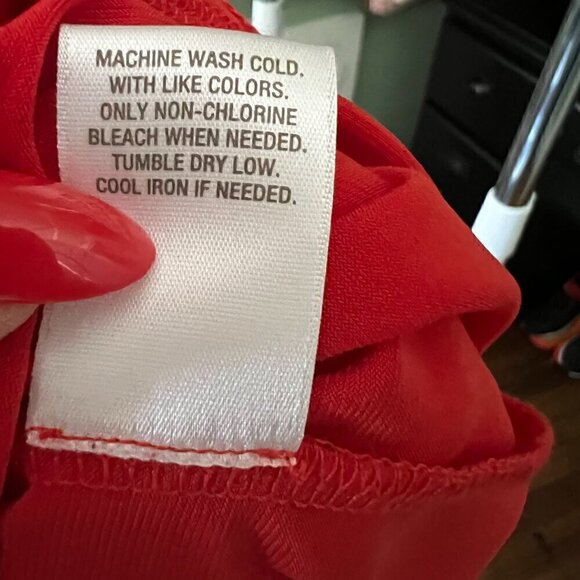 MACHINE WASH COLD.
WITH LIKE COLORS.
ONLY NON-CHLORINE
BLEACH WHEN NEEDED.
TUMBLE DRY LOW.
COOL IRON IF NEEDED.